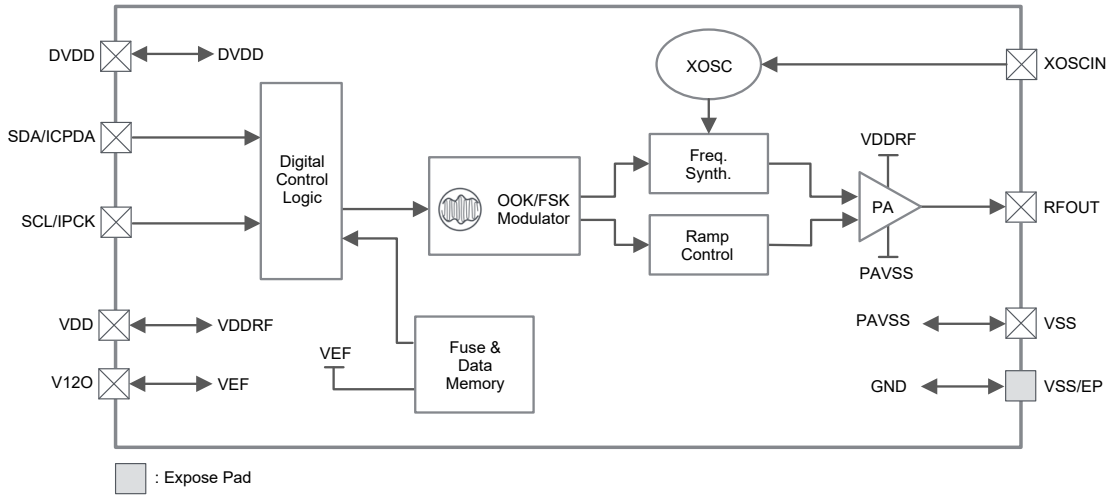 DVDD
DVDD
XOSC
XOSCIN
SDA/ICPDA
Digital
Control
Logic
Freq.
Synth.
VDDRF
SCL/IPCK
OOK/FSK
Modulator
PA
RFOUT
Ramp
Control
PAVSS
VDD
VDDRF
PAVSS
VSS
VEF
Fuse &
Data
Memory
V12O
VEF
GND
VSS/EP
: Expose Pad